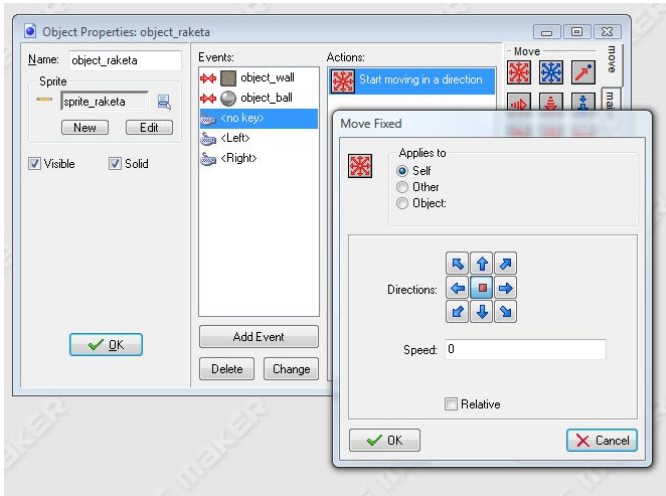 Object Properties: object_raketa
Name: object_raketa
Sprite
sprite_raketa
New Edit
Visible Solid
OK
Events:
object_wall
object_ball
<no key>
<Left>
<Right>
Add Event
Delete Change
Actions:
Start moving in a direction
Move
move
Move Fixed
Applies to
Self
Other
Object:
Directions:
Speed: 0
Relative
OK Cancel
MAKER